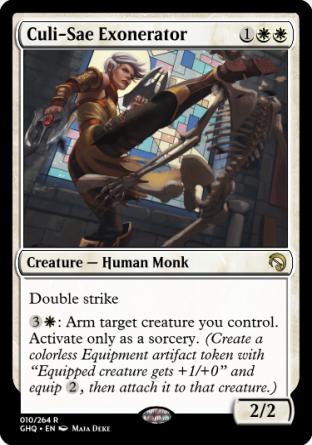 Culi-Sae Exonerator 1
Creature — Human Monk
Double strike
3 : Arm target creature you control.
Activate only as a sorcery. (Create a
colorless Equipment artifact token with
“Equipped creature gets +1/+0” and
equip 2, then attach it to that creature.)
2/2
010/264 R
GHQ • EN Maia Deke